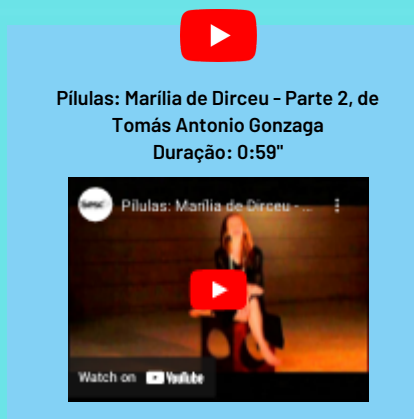 Pílulas: Marília de Dirceu - Parte 2, de
Tomás Antonio Gonzaga
Duração: 0:59"
Sesc
Pílulas: Marília de Dirceu - ...
Watch on YouTube